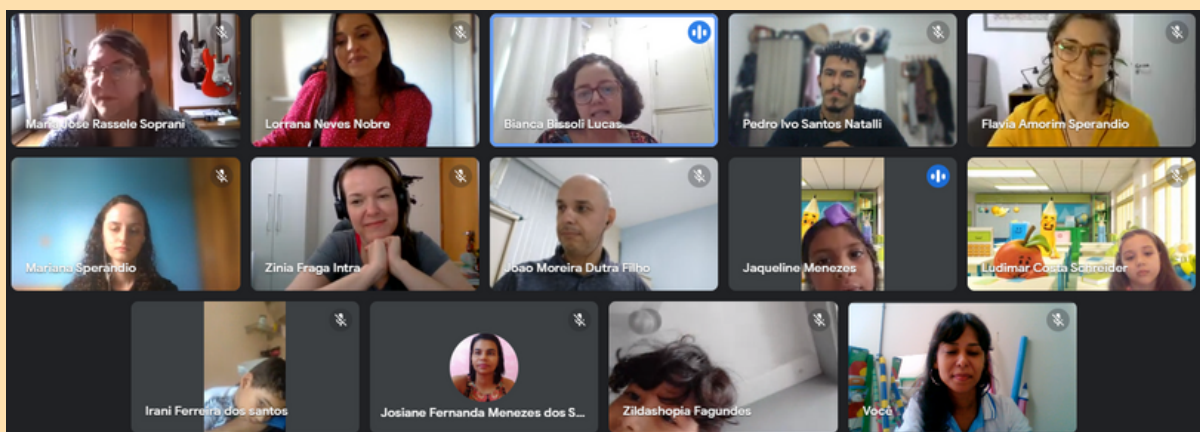 Maria José Rassele Soprani
Lorrana Neves Nobre
Bianca Bissoli Lucas
Pedro Ivo Santos Natalli
Flavia Amorim Sperandio
Mariana Sperandio
Zinia Fraga Intra
Joao Moreira Dutra Filho
Jaqueline Menezes
Ludimar Costa Schreider
Irani Ferreira dos santos
Josiane Fernanda Menezes dos S...
Zildashopia Fagundes
Você